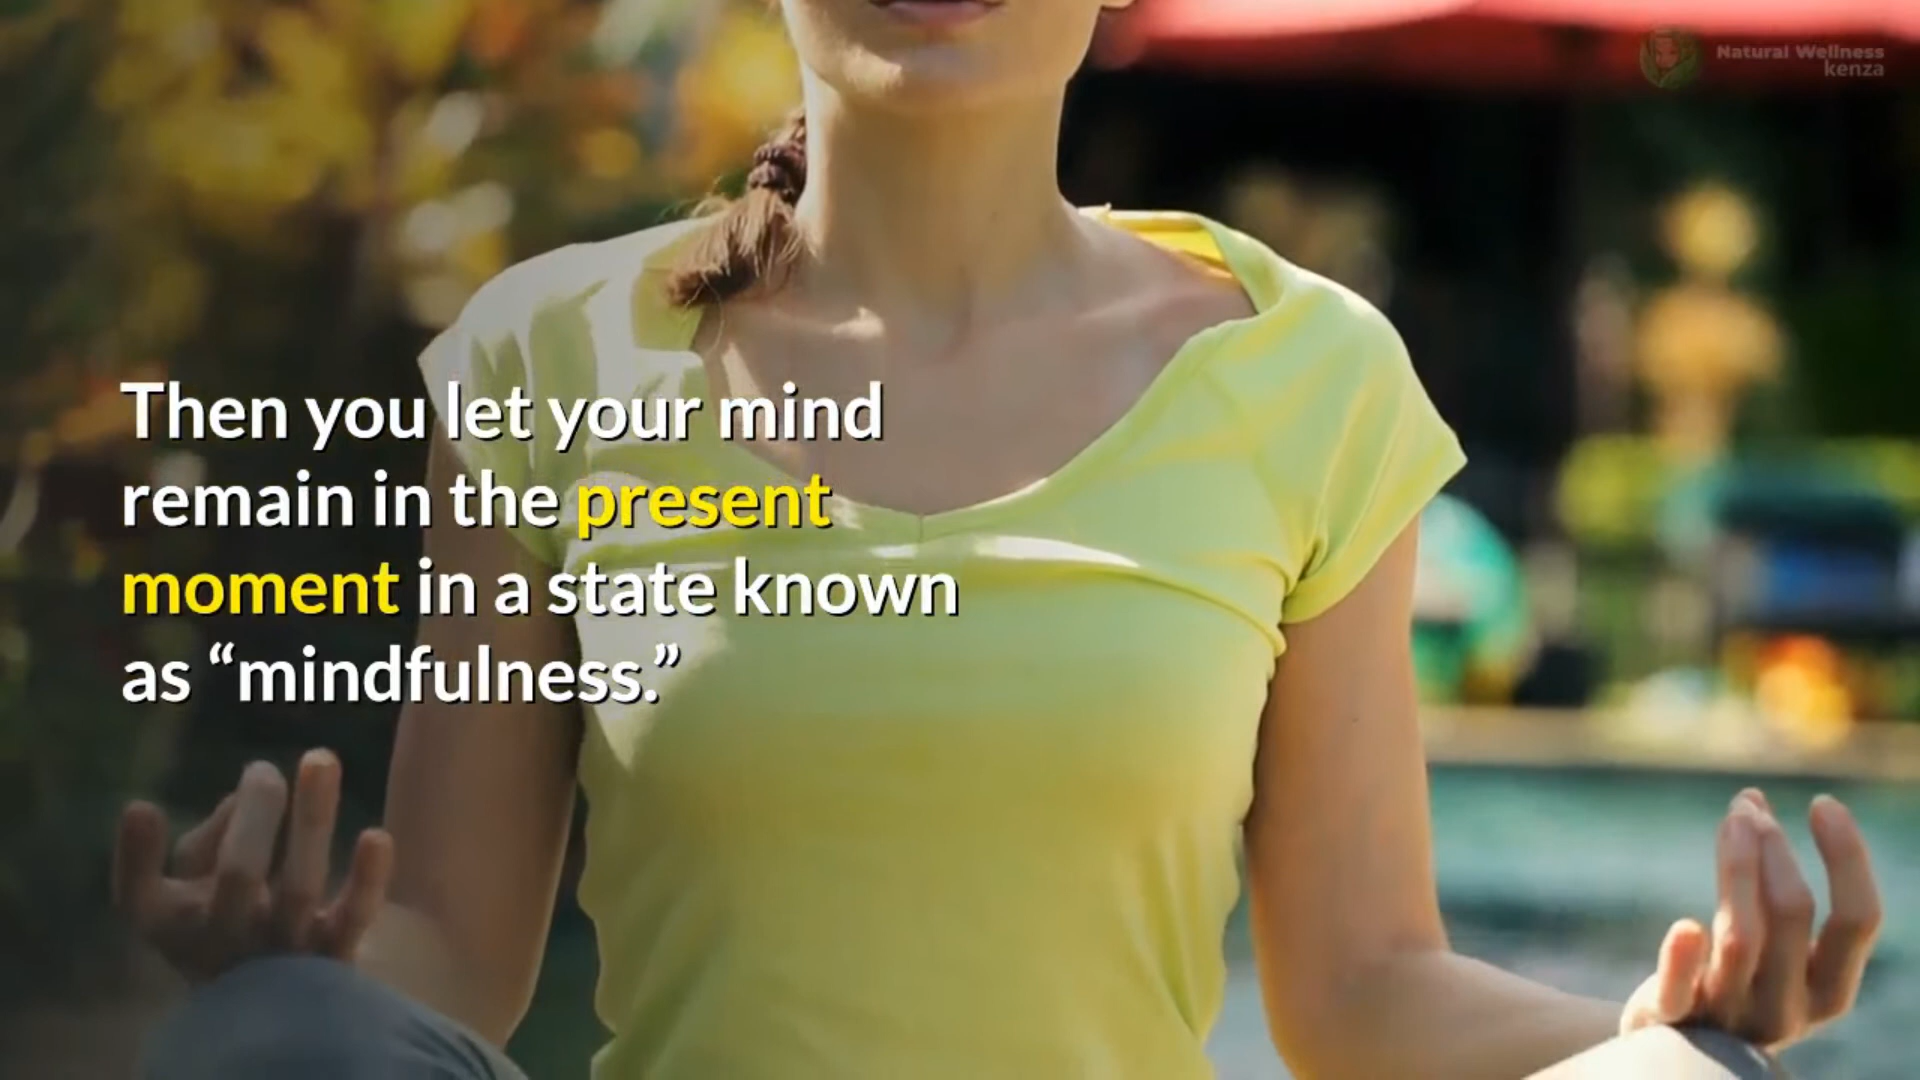 Natural Wellness
kenza
Then you let your mind
remain in the present
moment in a state known
as “mindfulness.”